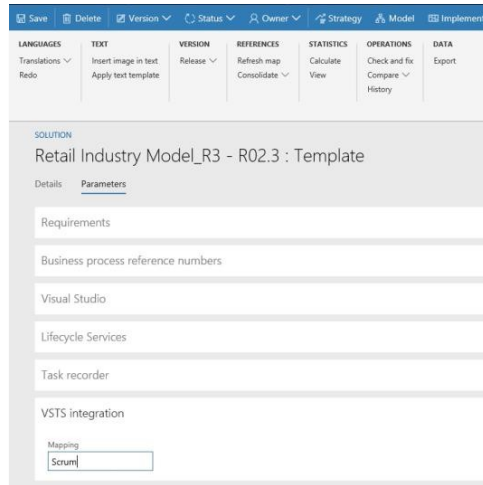 Save Delete Version Status Owner Strategy Model Implement
LANGUAGES TEXT VERSION REFERENCES STATISTICS OPERATIONS DATA
Translations Insert image in text Release Refresh map Calculate Check and fix Export
Redo Apply text template Consolidate View Compare
History
SOLUTION
Retail Industry Model_R3 - R02.3 : Template
Details Parameters
Requirements
Business process reference numbers
Visual Studio
Lifecycle Services
Task recorder
VSTS integration
Mapping
Scrum